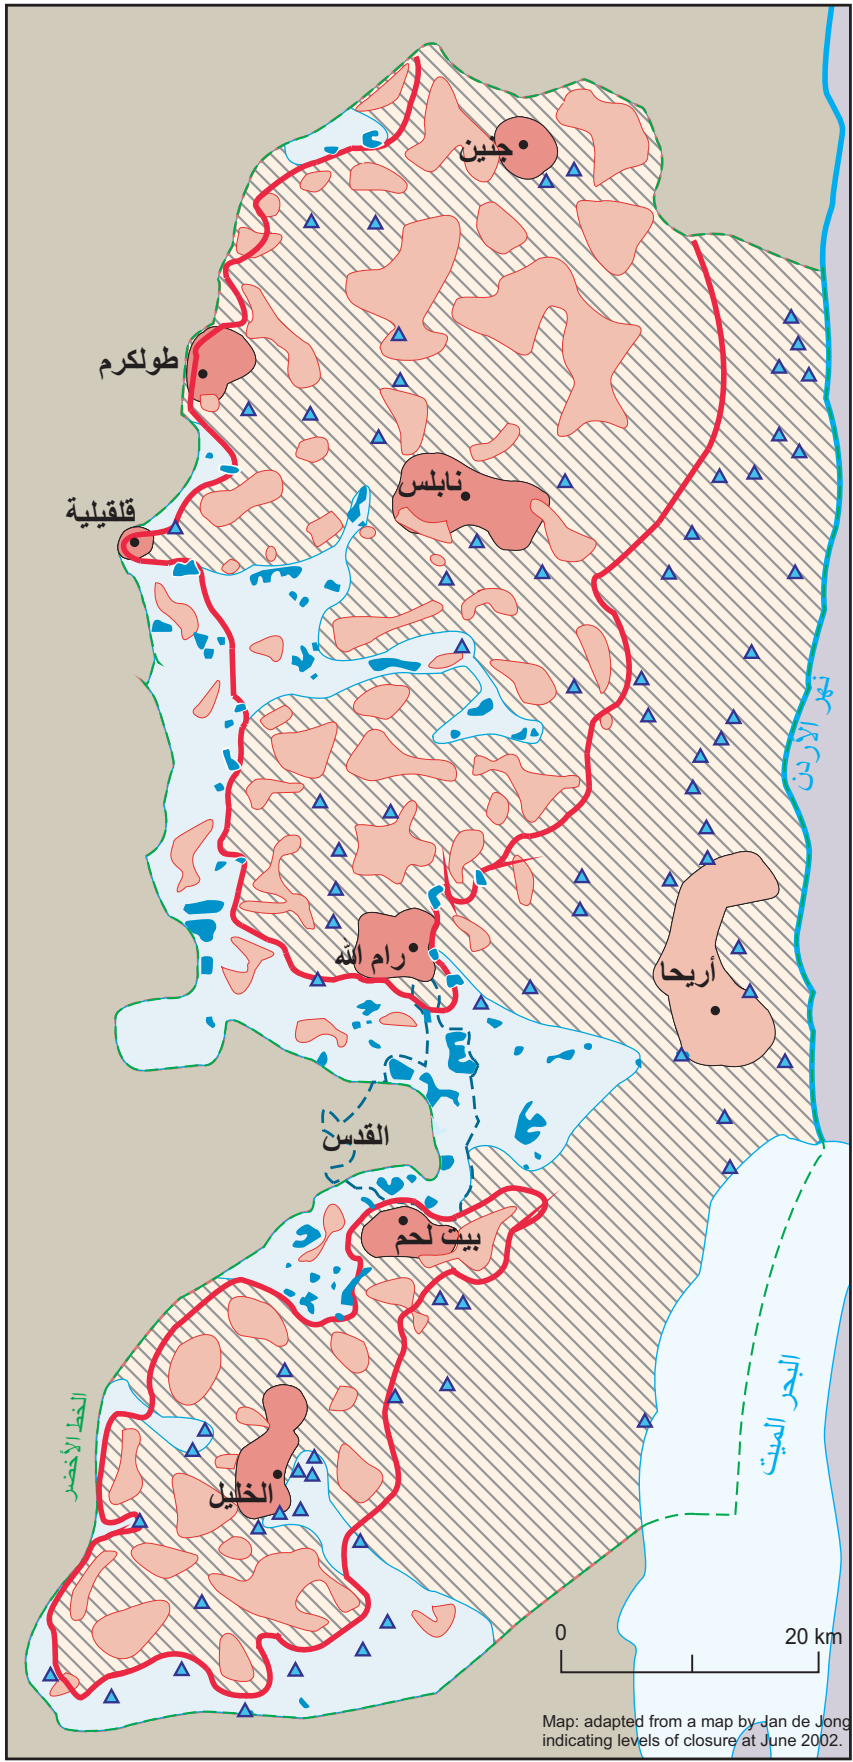 جنين
طولكرم
نابلس
قلقيلية
نهر الأردن
رام الله
أريحا
القدس
بيت لحم
البحر الميت
الخط الأخضر
الخليل
0 20 km
Map: adapted from a map by Jan de Jong
indicating levels of closure at June 2002.